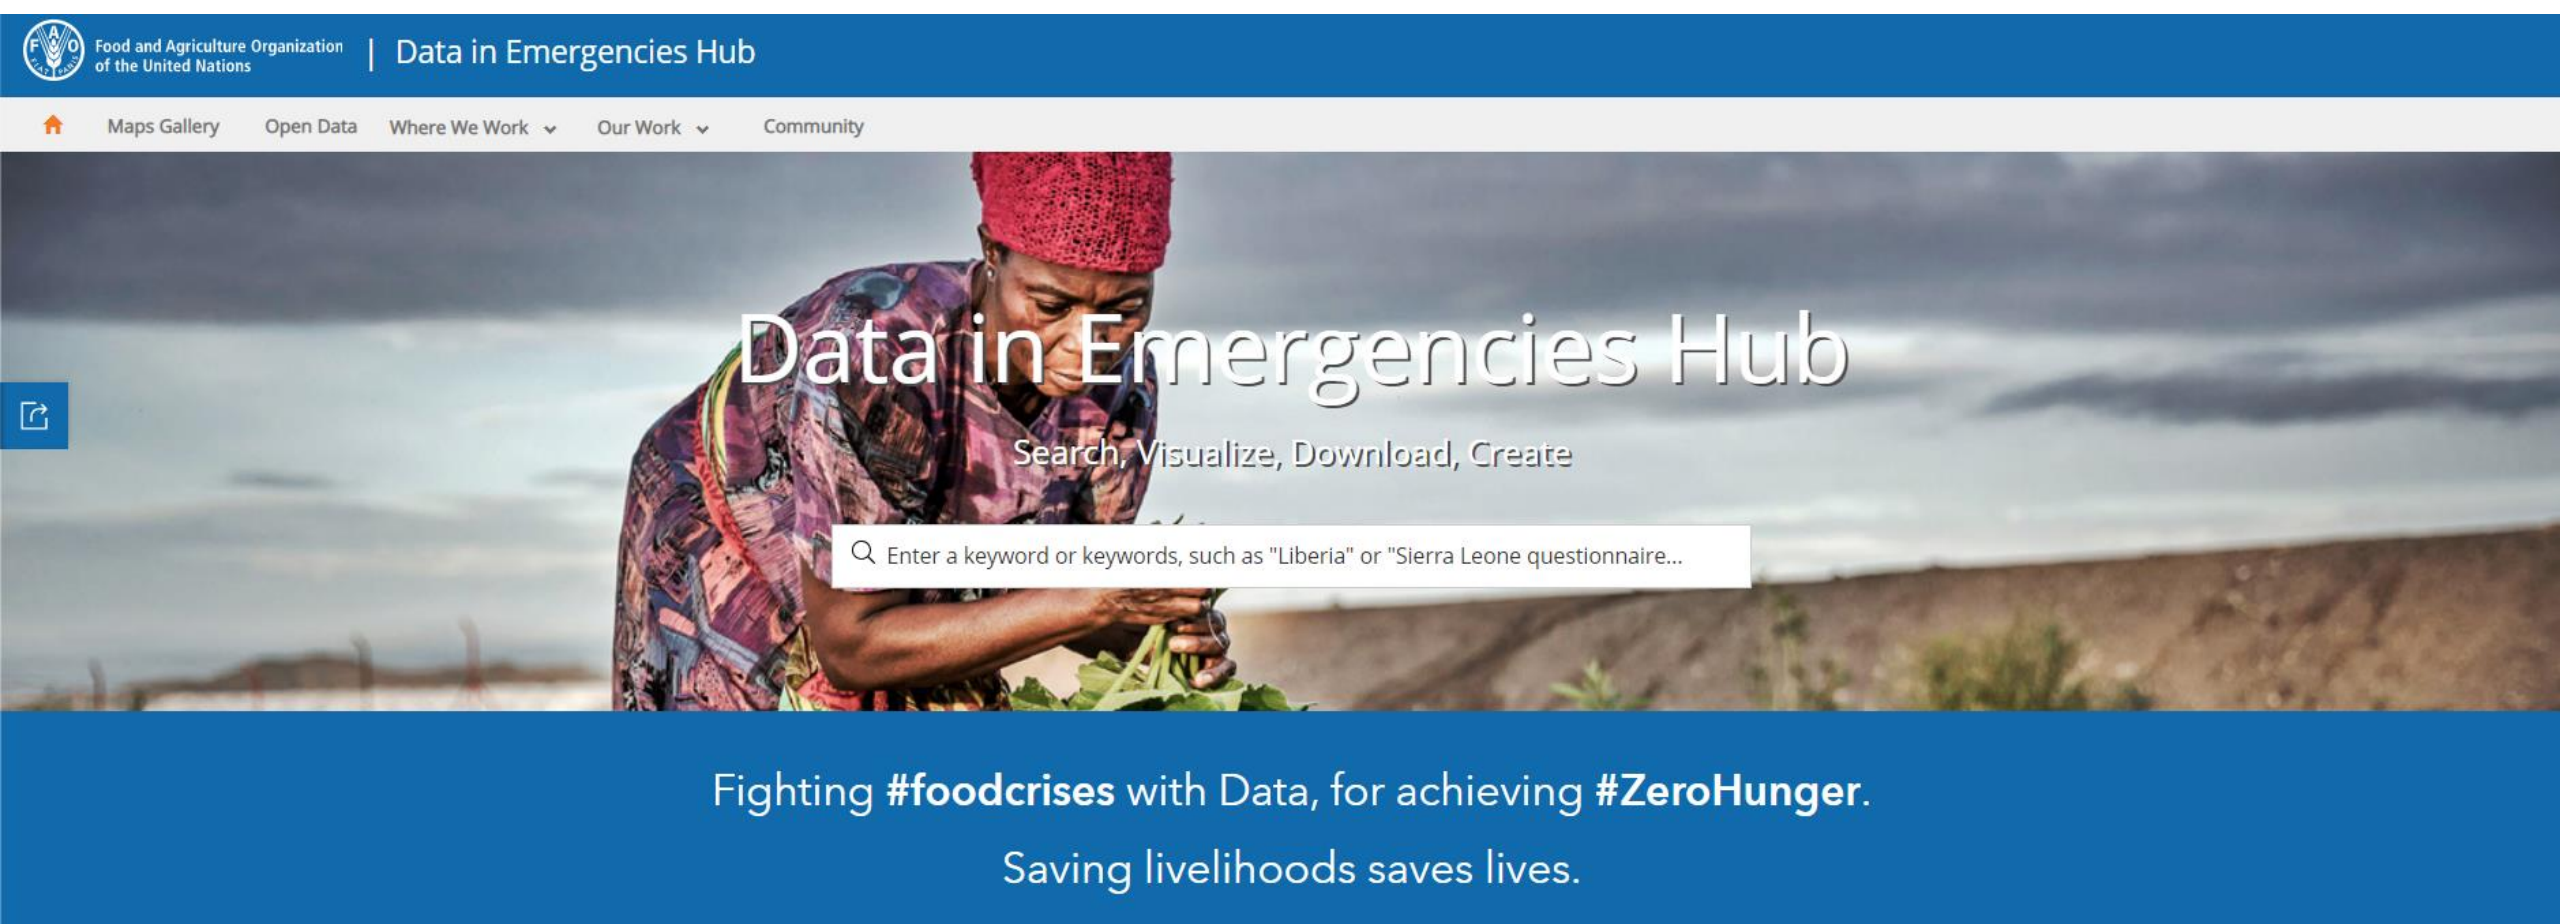 Food and Agriculture Organization
of the United Nations
Data in Emergencies Hub
Maps Gallery Open Data Where We Work Our Work Community
Data in Emergencies Hub
Search, Visualize, Download, Create
Enter a keyword or keywords, such as "Liberia" or "Sierra Leone questionnaire...
Fighting #foodcrises with Data, for achieving #ZeroHunger.
Saving livelihoods saves lives.
F A O
FIAT PANIS